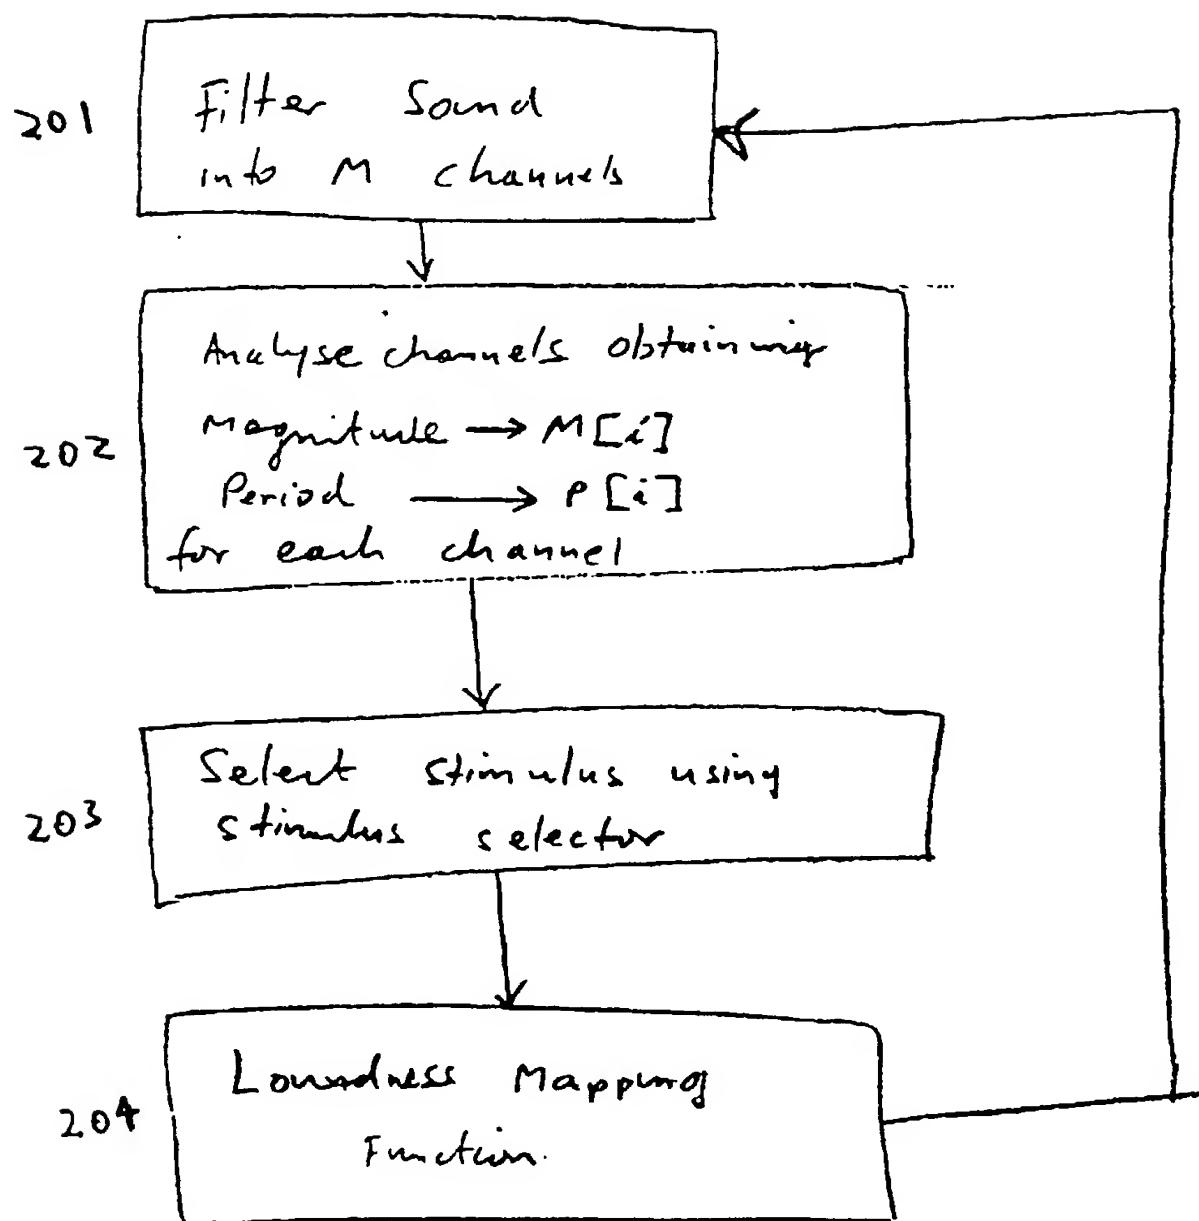 201
Filter Sound
into M channels
202
Analyse channels obtaining
Magnitude → M[i]
Period → P[i]
for each channel
203
Select stimulus using
stimulus selector
204
Loundness Mapping
Function.